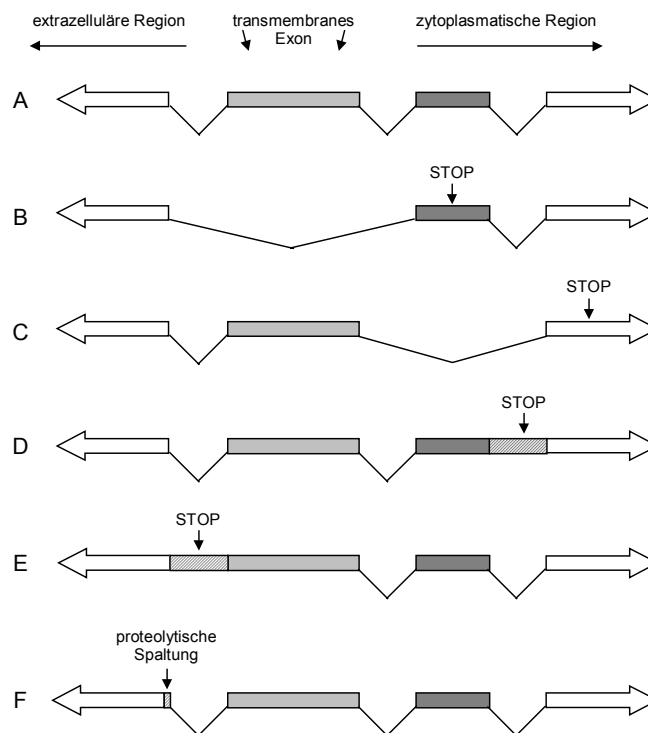 extrazelluläre Region
transmembranes
Exon
zytoplasmatische Region
A
STOP
B
STOP
C
STOP
D
STOP
E
proteolytische
Spaltung
F